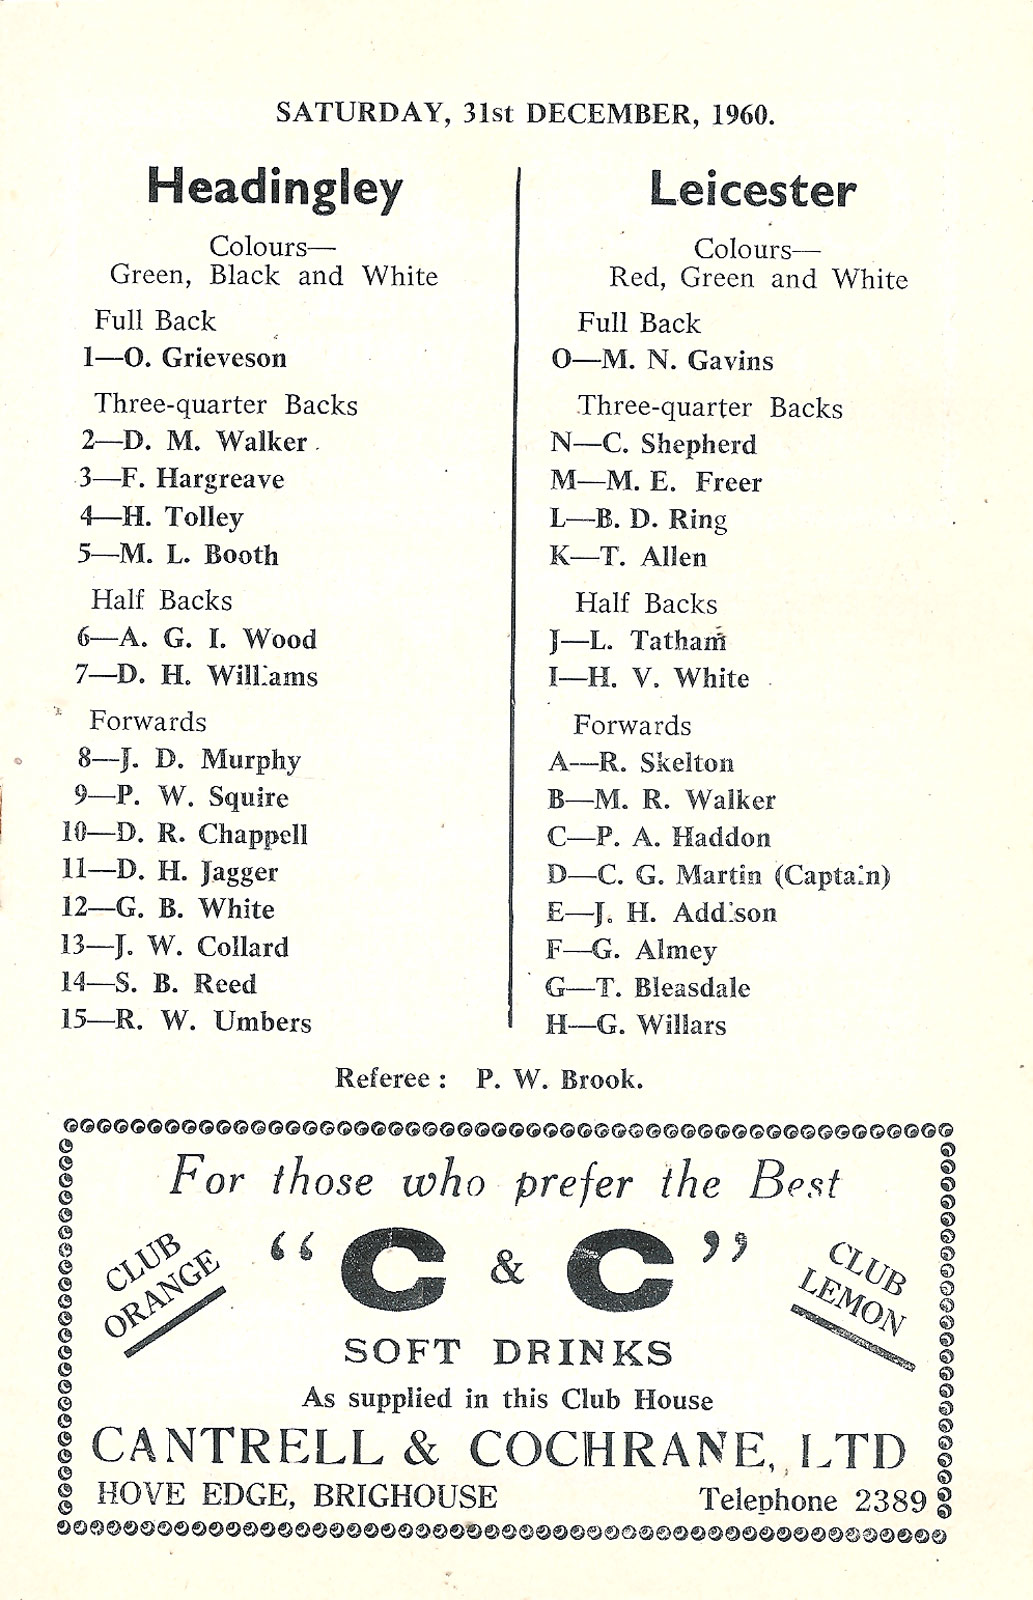 SATURDAY, 31st DECEMBER, 1960.
Headingley
Colours—
Green, Black and White
Full Back
1—O. Grieveson
Three-quarter Backs
2—D. M. Walker
3—F. Hargreave
4—H. Tolley
5—M. L. Booth
Half Backs
6—A. G. I. Wood
7—D. H. Williams
Forwards
8—J. D. Murphy
9—P. W. Squire
10—D. R. Chappell
11—D. H. Jagger
12—G. B. White
13—J. W. Collard
14—S. B. Reed
15—R. W. Umbers
Leicester
Colours—
Red, Green and White
Full Back
O—M. N. Gavins
Three-quarter Backs
N—C. Shepherd
M—M. E. Freer
L—B. D. Ring
K—T. Allen
Half Backs
J—L. Tatham
I—H. V. White
Forwards
A—R. Skelton
B—M. R. Walker
C—P. A. Haddon
D—C. G. Martin (Captain)
E—J. H. Addison
F—G. Almey
G—T. Bleasdale
H—G. Willars
Referee : P. W. Brook.
For those who prefer the Best
CLUB
ORANGE
“C & C”
CLUB
LEMON
SOFT DRINKS
As supplied in this Club House
CANTRELL & COCHRANE, LTD
HOVE EDGE, BRIGHOUSE Telephone 2389